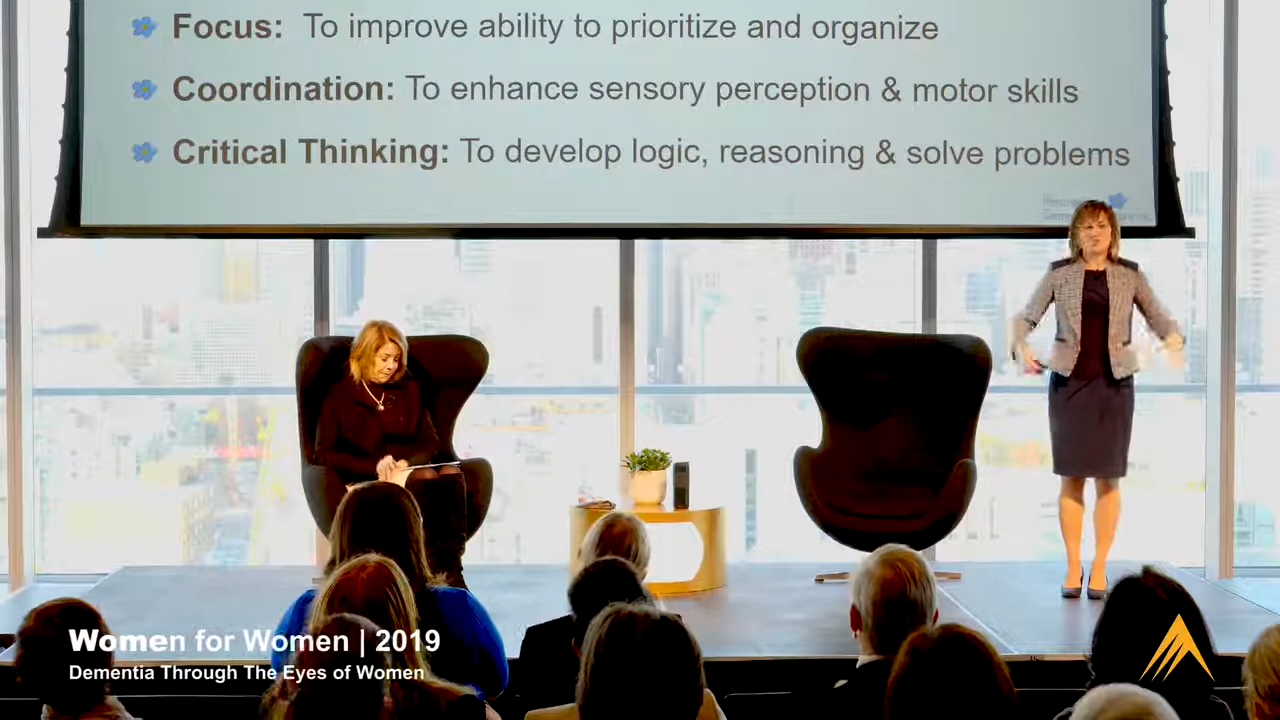 Focus: To improve ability to prioritize and organize
Coordination: To enhance sensory perception & motor skills
Critical Thinking: To develop logic, reasoning & solve problems
Women for Women | 2019
Dementia Through The Eyes of Women